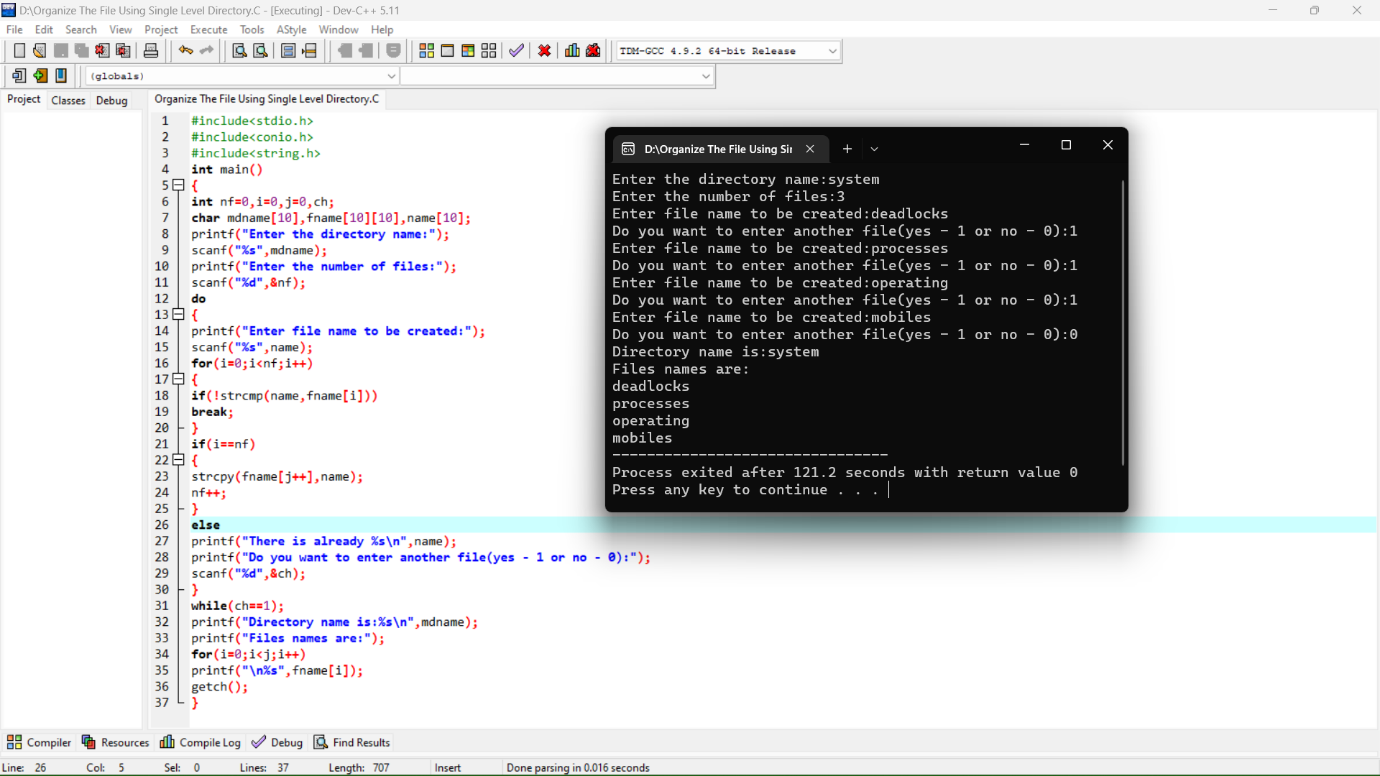 D:\Organize The File Using Single Level Directory.C - [Executing] - Dev-C++ 5.11
File Edit Search View Project Execute Tools AStyle Window Help
TDM-GCC 4.9.2 64-bit Release
(globals)
Project Classes Debug
Organize The File Using Single Level Directory.C
1 #include<stdio.h>
2 #include<conio.h>
3 #include<string.h>
4 int main()
5 {
6 int nf=0,i=0,j=0,ch;
7 char mdname[10],fname[10][10],name[10];
8 printf("Enter the directory name:");
9 scanf("%s",mdname);
10 printf("Enter the number of files:");
11 scanf("%d",&nf);
12 do
13 {
14 printf("Enter file name to be created:");
15 scanf("%s",name);
16 for(i=0;i<nf;i++)
17 {
18 if(!strcmp(name,fname[i]))
19 break;
20 }
21 if(i==nf)
22 {
23 strcpy(fname[j++],name);
24 nf++;
25 }
26 else
27 printf("There is already %s\n",name);
28 printf("Do you want to enter another file(yes - 1 or no - 0):");
29 scanf("%d",&ch);
30 }
31 while(ch==1);
32 printf("Directory name is:%s\n",mdname);
33 printf("Files names are:");
34 for(i=0;i<j;i++)
35 printf("\n%s",fname[i]);
36 getch();
37 }
D:\Organize The File Using Sir
Enter the directory name:system
Enter the number of files:3
Enter file name to be created:deadlocks
Do you want to enter another file(yes - 1 or no - 0):1
Enter file name to be created:processes
Do you want to enter another file(yes - 1 or no - 0):1
Enter file name to be created:operating
Do you want to enter another file(yes - 1 or no - 0):1
Enter file name to be created:mobiles
Do you want to enter another file(yes - 1 or no - 0):0
Directory name is:system
Files names are:
deadlocks
processes
operating
mobiles
--------------------------------
Process exited after 121.2 seconds with return value 0
Press any key to continue . . .
Compiler Resources Compile Log Debug Find Results
Line: 26 Col: 5 Sel: 0 Lines: 37 Length: 707 Insert Done parsing in 0.016 seconds